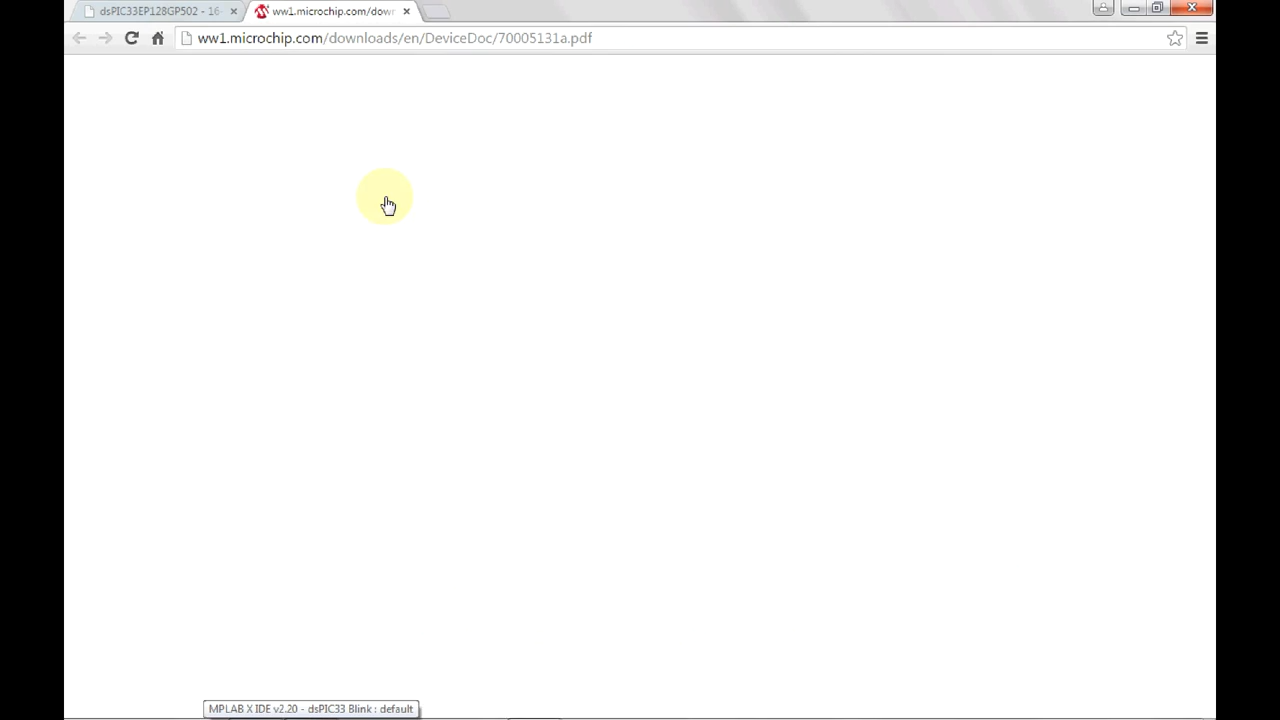 dsPIC33EP128GP502 - 16-
ww1.microchip.com/down
ww1.microchip.com/downloads/en/DeviceDoc/70005131a.pdf
MPLAB X IDE v2.20 - dsPIC33 Blink : default